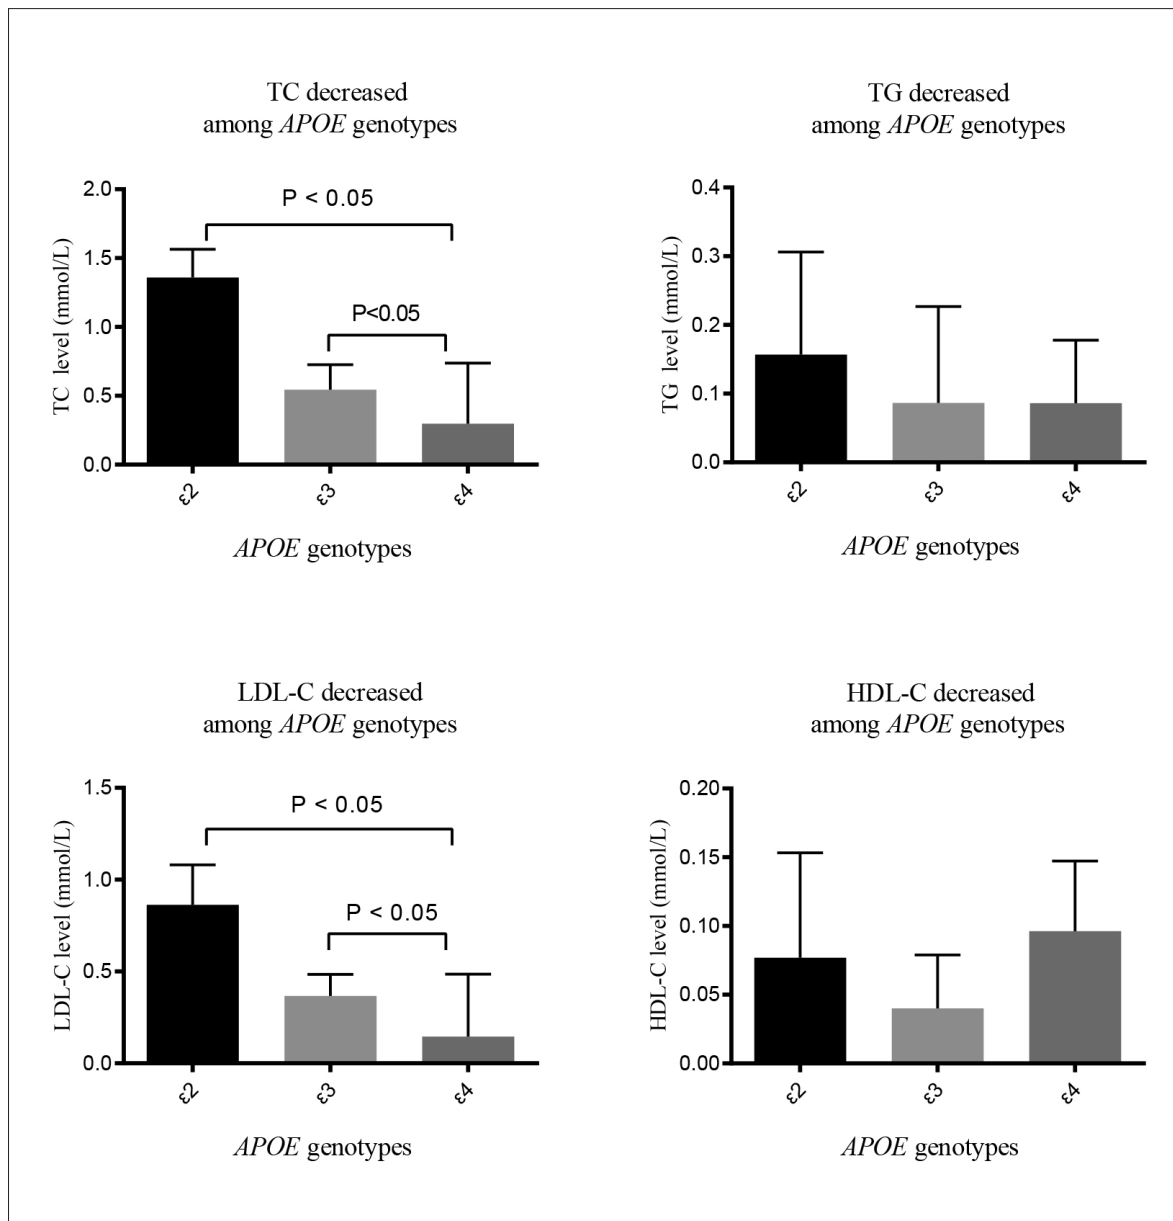 TC decreased
among APOE genotypes
2.0
1.5
1.0
0.5
0.0
TC level (mmol/L)
P < 0.05
P<0.05
ε2
ε3
ε4
APOE genotypes
TG decreased
among APOE genotypes
0.4
0.3
0.2
0.1
0.0
TG level (mmol/L)
ε2
ε3
ε4
APOE genotypes
LDL-C decreased
among APOE genotypes
1.5
1.0
0.5
0.0
LDL-C level (mmol/L)
P < 0.05
P < 0.05
ε2
ε3
ε4
APOE genotypes
HDL-C decreased
among APOE genotypes
0.20
0.15
0.10
0.05
0.00
HDL-C level (mmol/L)
ε2
ε3
ε4
APOE genotypes